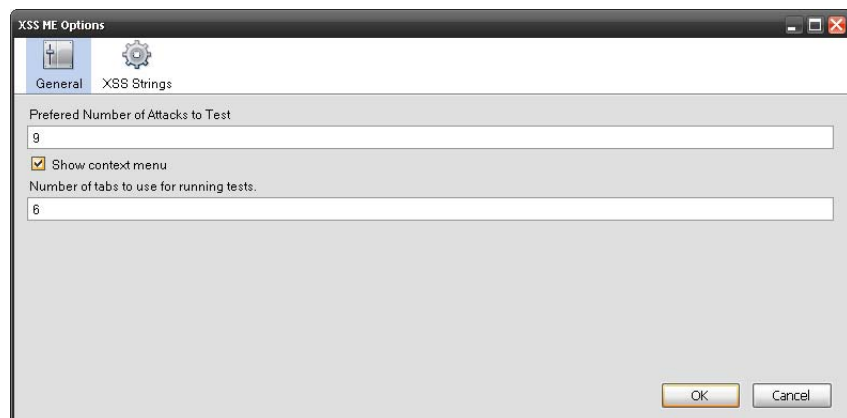 XSS ME Options
General XSS Strings
Prefered Number of Attacks to Test
9
Show context menu
Number of tabs to use for running tests.
6
OK Cancel